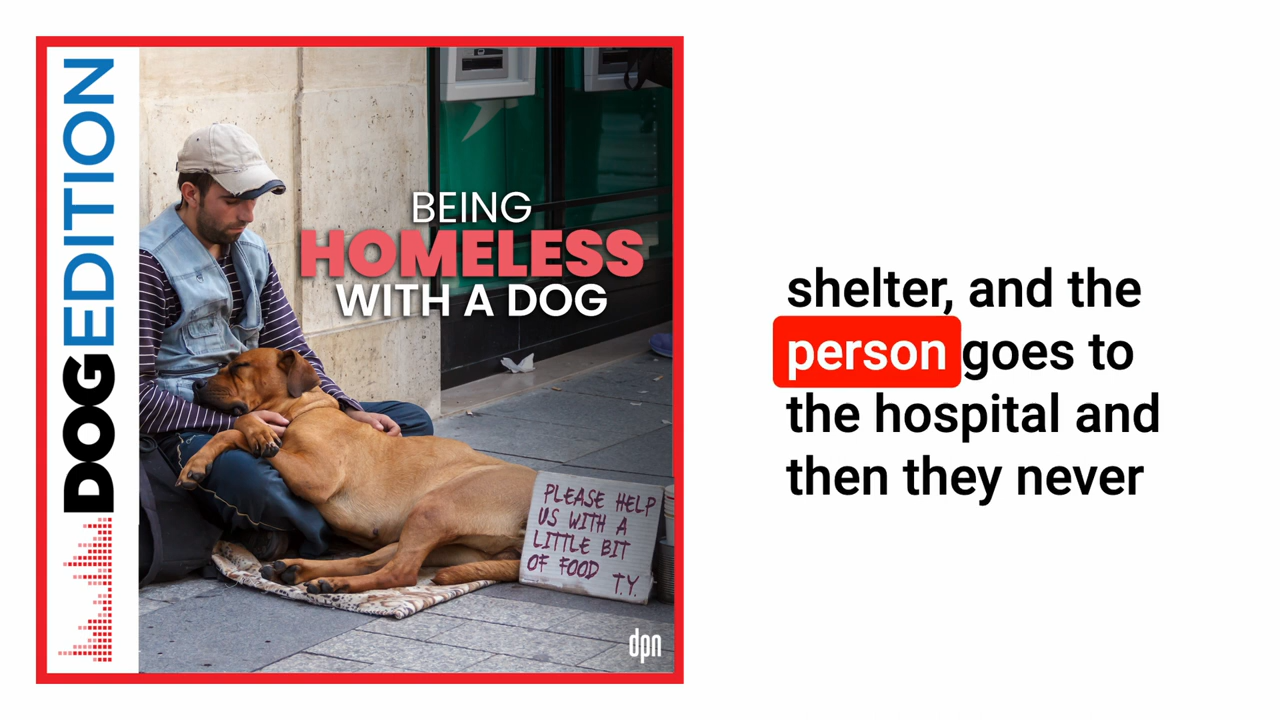 DOGEDITION
BEING
HOMELESS
WITH A DOG
PLEASE HELP
US WITH A
LITTLE BIT
OF FOOD
T.Y.
dpn
shelter, and the
person goes to
the hospital and
then they never